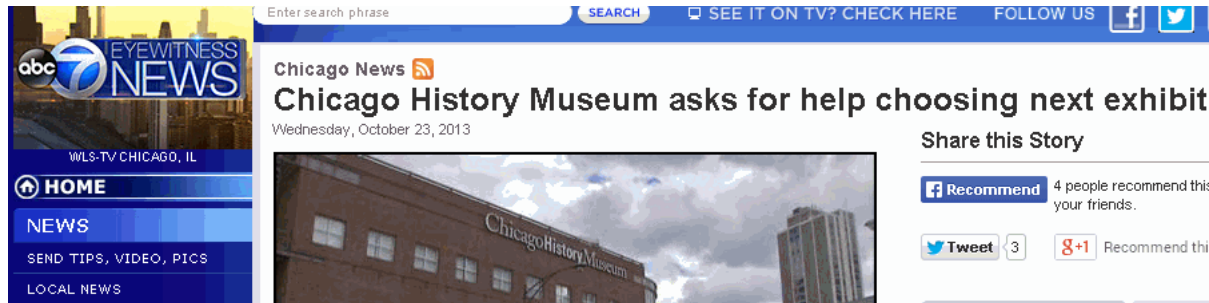 Enter search phrase
SEARCH
SEE IT ON TV? CHECK HERE
FOLLOW US
abc 7 EYEWITNESS
NEWS
WLS-TV CHICAGO, IL
HOME
NEWS
SEND TIPS, VIDEO, PICS
LOCAL NEWS
Chicago News
Chicago History Museum asks for help choosing next exhibit
Wednesday, October 23, 2013
ChicagoHistoryMuseum
Share this Story
Recommend
4 people recommend this
your friends.
Tweet
3
g+1
Recommend thi